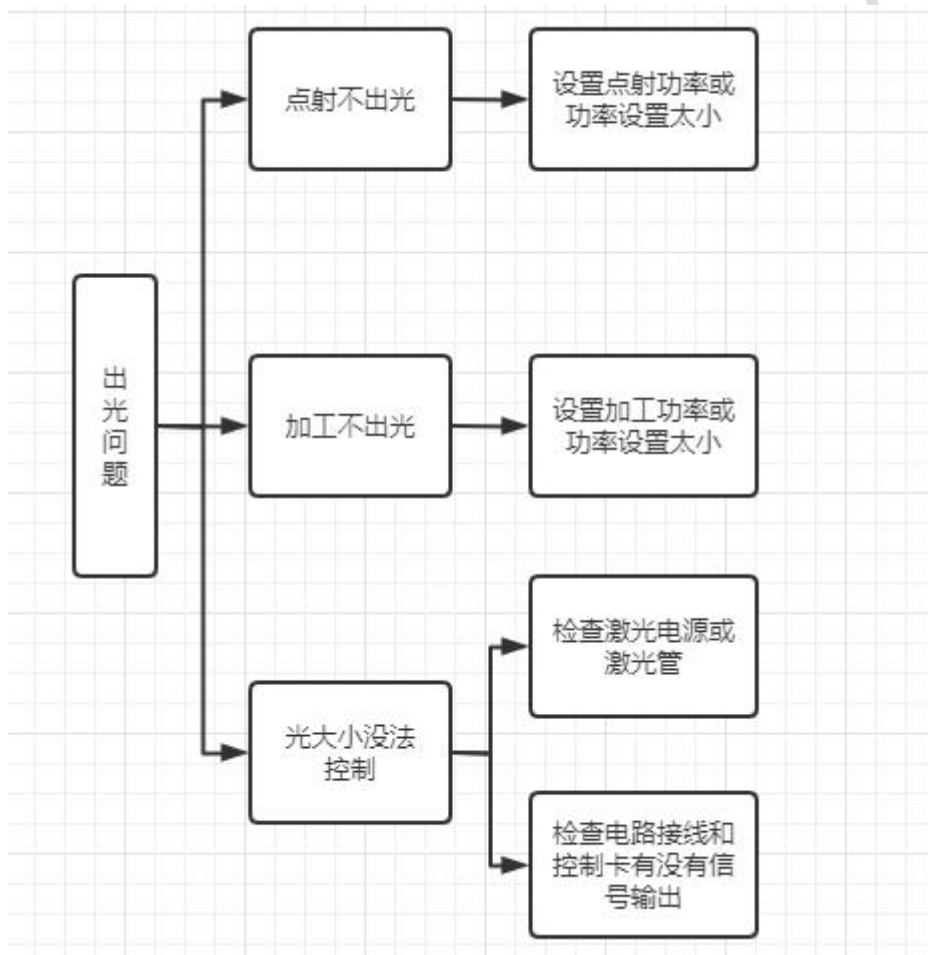 点射不出光
设置点射功率或
功率设置太小
出
光
问
题
加工不出光
设置加工功率或
功率设置太小
光大小没法
控制
检查激光电源或
激光管
检查电路接线和
控制卡有没有信
号输出